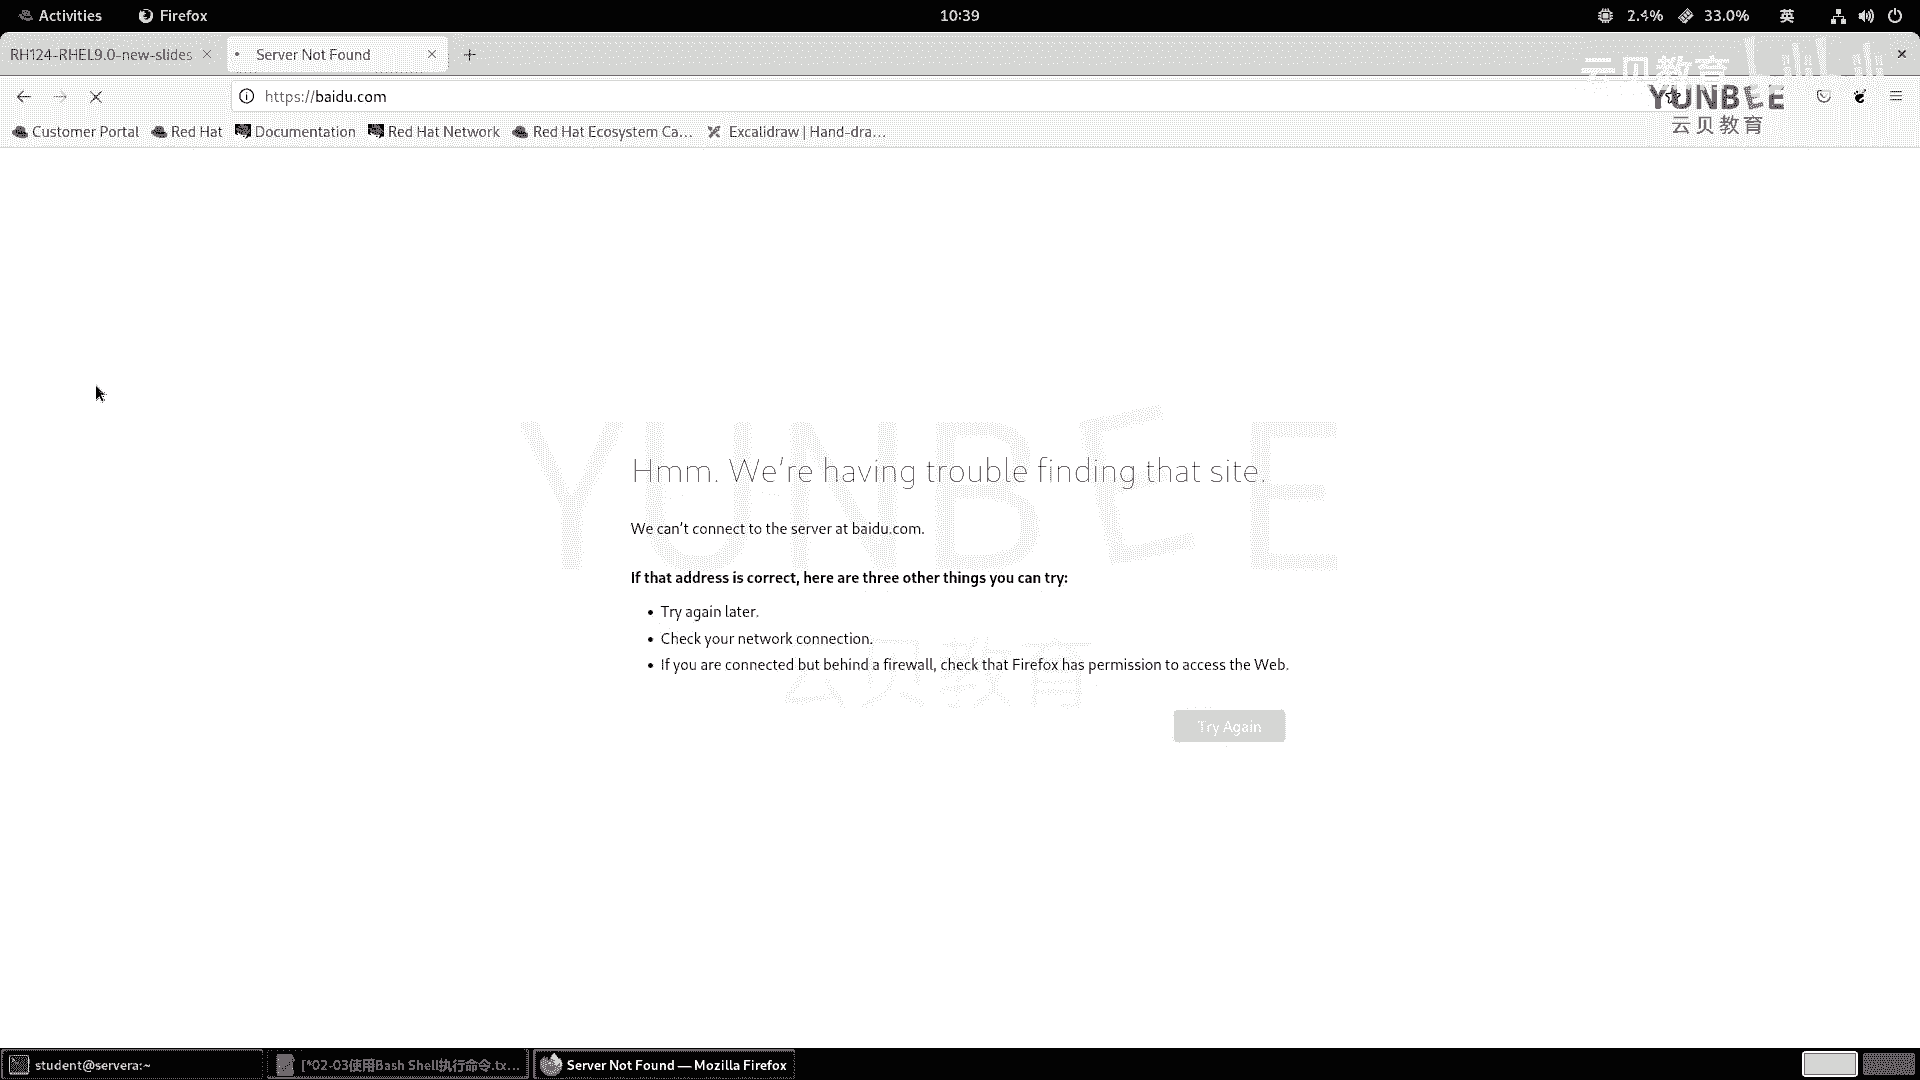 Activities Firefox 10:39 2.4% 33.0% 英
RH124-RHEL9.0-new-slides Server Not Found
云贝教育
https://baidu.com
YUNBEE
云贝教育
Customer Portal Red Hat Documentation Red Hat Network Red Hat Ecosystem Ca... Excalidraw | Hand-dra...
YUNBEE
Hmm. We're having trouble finding that site.
We can't connect to the server at baidu.com.
If that address is correct, here are three other things you can try:
• Try again later.
• Check your network connection.
• If you are connected but behind a firewall, check that Firefox has permission to access the Web.
云贝教育
Try Again
student@servera:~ [*02-03使用Bash Shell执行命令.tx... Server Not Found — Mozilla Firefox